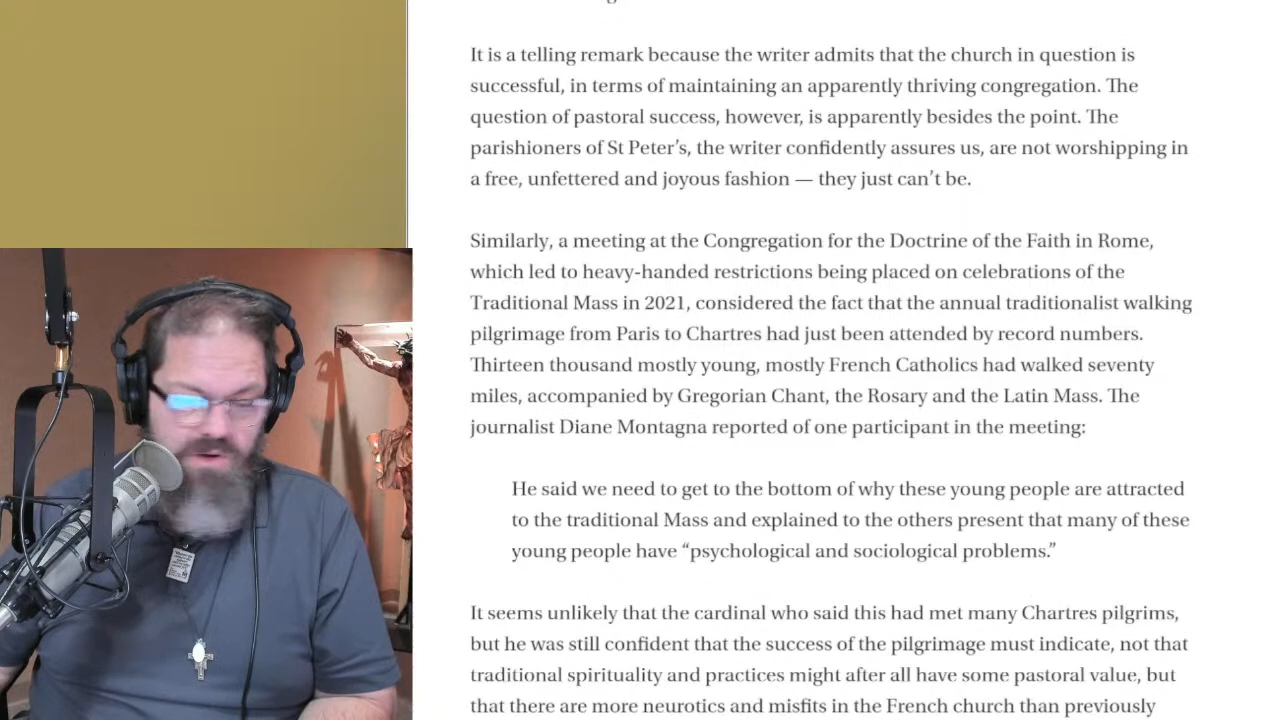 It is a telling remark because the writer admits that the church in question is
successful, in terms of maintaining an apparently thriving congregation. The
question of pastoral success, however, is apparently besides the point. The
parishioners of St Peter’s, the writer confidently assures us, are not worshipping in
a free, unfettered and joyous fashion — they just can’t be.
Similarly, a meeting at the Congregation for the Doctrine of the Faith in Rome,
which led to heavy-handed restrictions being placed on celebrations of the
Traditional Mass in 2021, considered the fact that the annual traditionalist walking
pilgrimage from Paris to Chartres had just been attended by record numbers.
Thirteen thousand mostly young, mostly French Catholics had walked seventy
miles, accompanied by Gregorian Chant, the Rosary and the Latin Mass. The
journalist Diane Montagna reported of one participant in the meeting:
He said we need to get to the bottom of why these young people are attracted
to the traditional Mass and explained to the others present that many of these
young people have “psychological and sociological problems.”
It seems unlikely that the cardinal who said this had met many Chartres pilgrims,
but he was still confident that the success of the pilgrimage must indicate, not that
traditional spirituality and practices might after all have some pastoral value, but
that there are more neurotics and misfits in the French church than previously